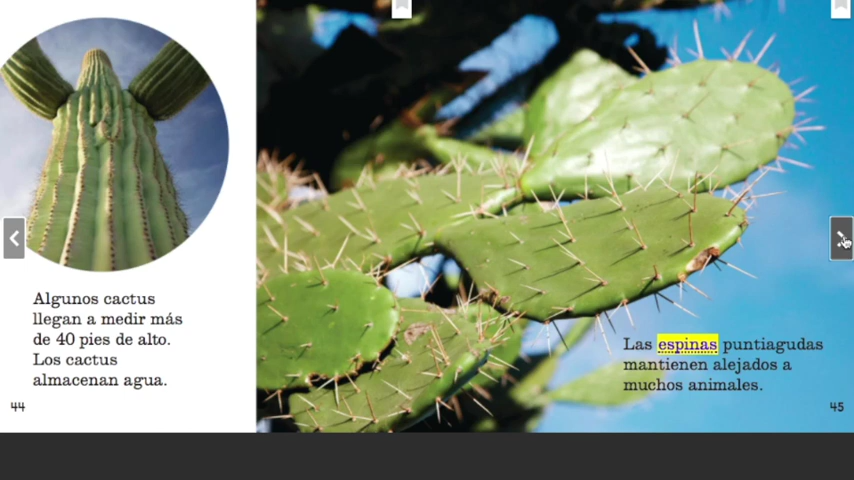 Algunos cactus
llegan a medir más
de 40 pies de alto.
Los cactus
almacenan agua.
44
Las espinas puntiagudas
mantienen alejados a
muchos animales.
45